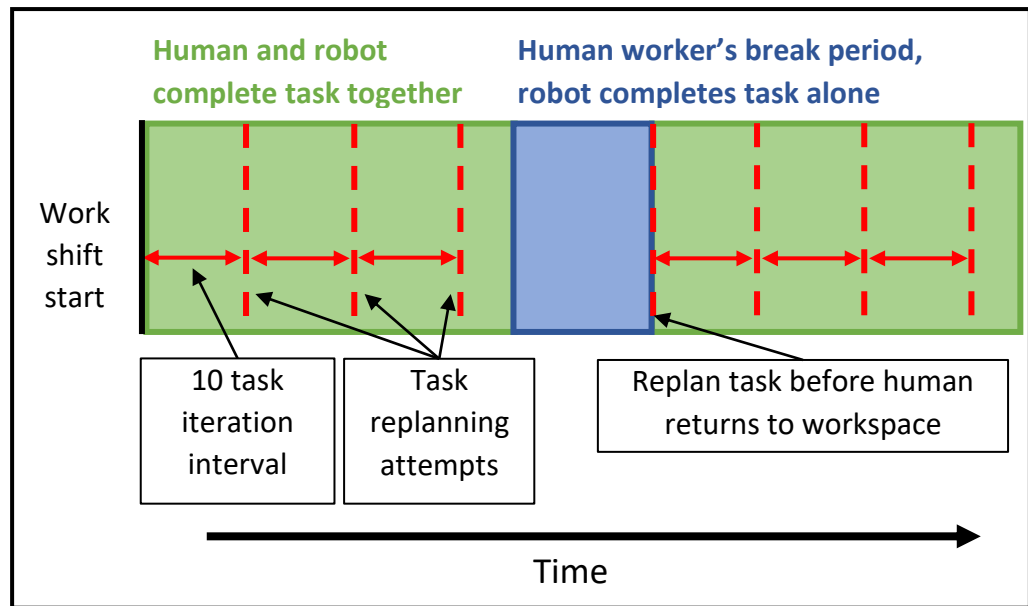 Human and robot
complete task together
Human worker’s break period,
robot completes task alone
Work
shift
start
10 task
iteration
interval
Task
replanning
attempts
Replan task before human
returns to workspace
Time